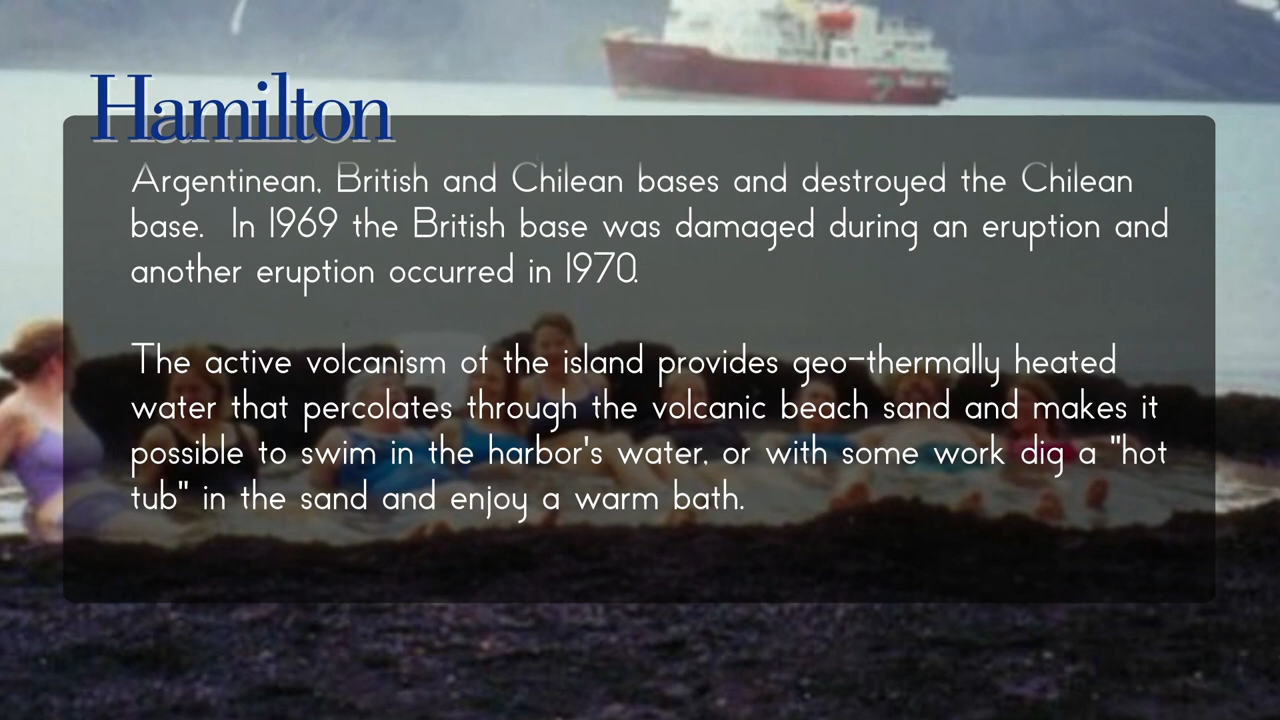 Hamilton
Argentinean, British and Chilean bases and destroyed the Chilean
base.  In 1969 the British base was damaged during an eruption and
another eruption occurred in 1970.

The active volcanism of the island provides geo-thermally heated
water that percolates through the volcanic beach sand and makes it
possible to swim in the harbor's water, or with some work dig a "hot
tub" in the sand and enjoy a warm bath.